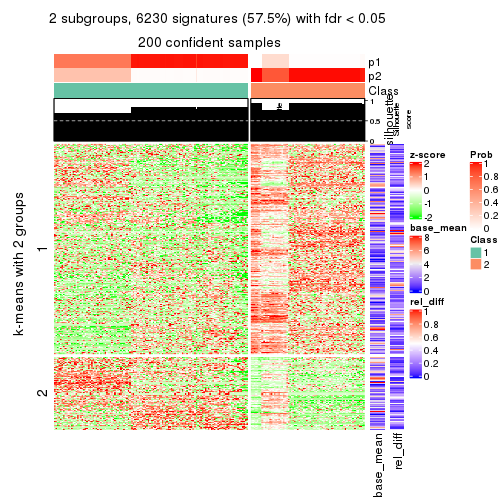 2 subgroups, 6230 signatures (57.5%) with fdr < 0.05
200 confident samples
p1
p2
Class
silhouette
Silhouette
score
1
0.5
0
k-means with 2 groups
1
2
base_mean
rel_diff
z-score
2
1
0
-1
-2
base_mean
8
6
4
2
0
rel_diff
1
0.8
0.6
0.4
0.2
0
Prob
1
0.8
0.6
0.4
0.2
0
Class
1
2